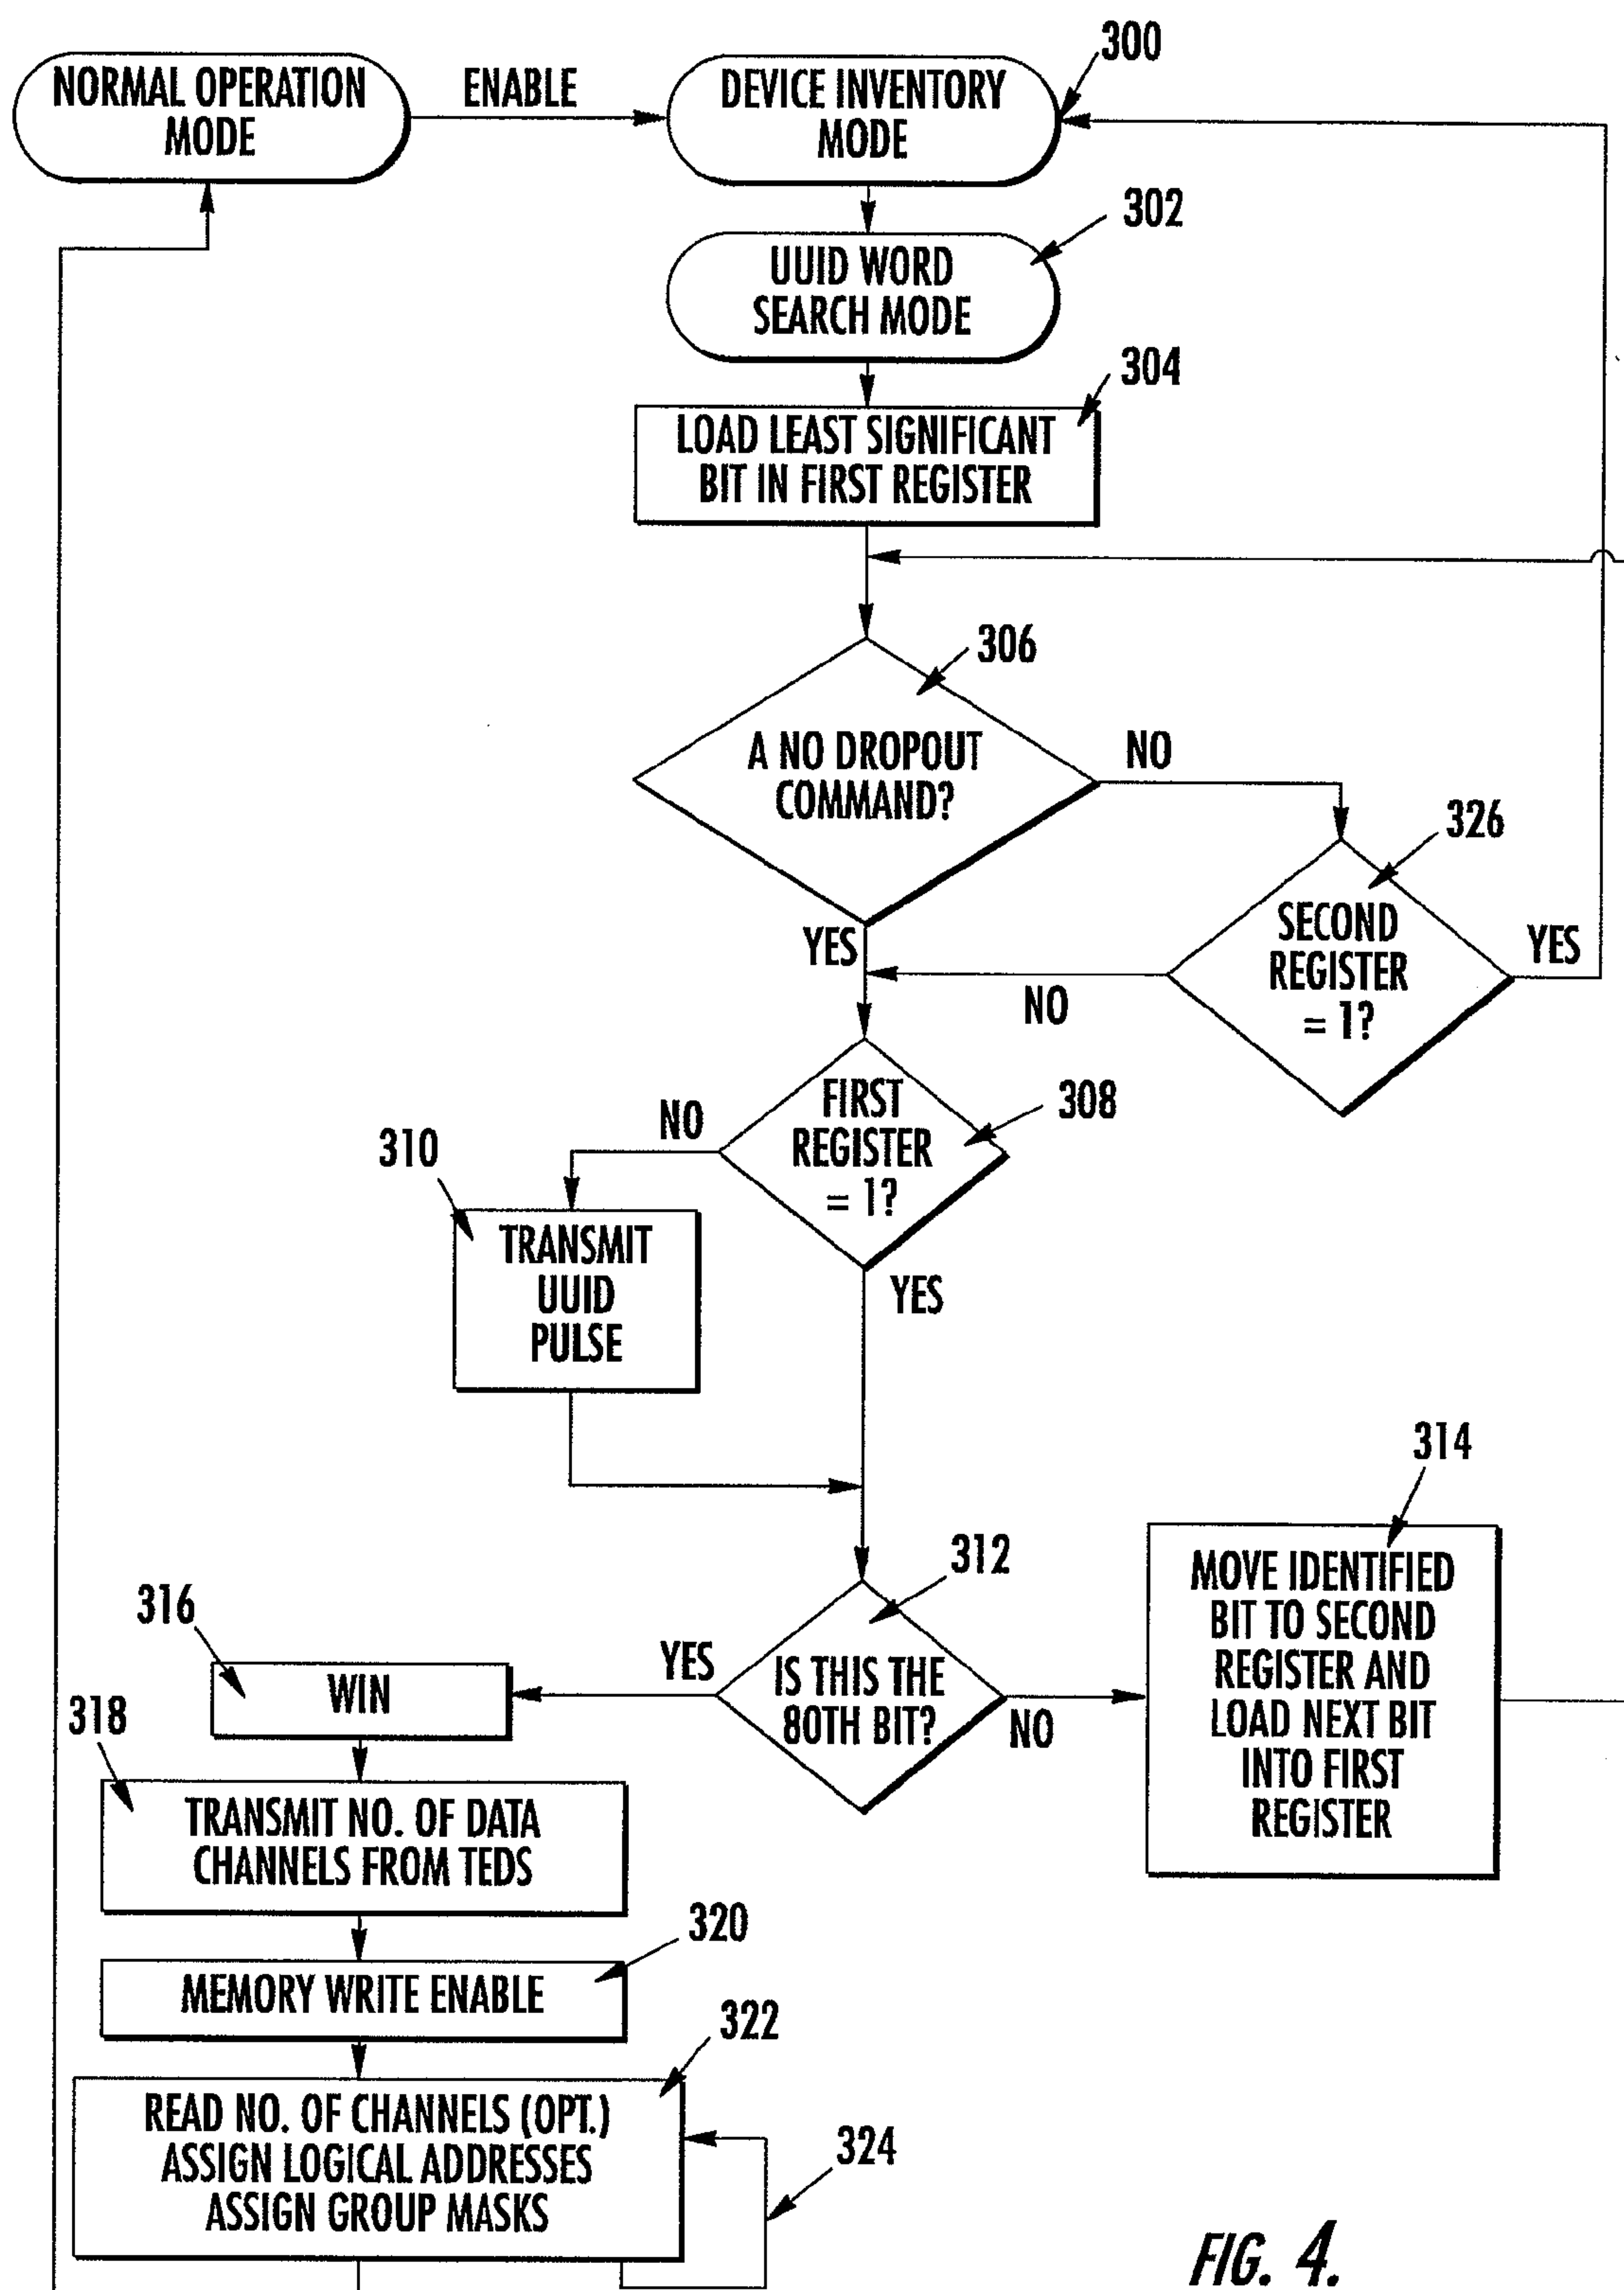 300
NORMAL OPERATION
MODE
ENABLE
DEVICE INVENTORY
MODE
302
UUID WORD
SEARCH MODE
304
LOAD LEAST SIGNIFICANT
BIT IN FIRST REGISTER
306
A NO DROPOUT
COMMAND?
NO
326
SECOND
REGISTER
= 1?
YES
YES
NO
308
FIRST
REGISTER
= 1?
NO
310
TRANSMIT
UUID
PULSE
YES
312
IS THIS THE
80TH BIT?
NO
314
MOVE IDENTIFIED
BIT TO SECOND
REGISTER AND
LOAD NEXT BIT
INTO FIRST
REGISTER
YES
316
WIN
318
TRANSMIT NO. OF DATA
CHANNELS FROM TEDS
320
MEMORY WRITE ENABLE
322
READ NO. OF CHANNELS (OPT.)
ASSIGN LOGICAL ADDRESSES
ASSIGN GROUP MASKS
324
FIG. 4.